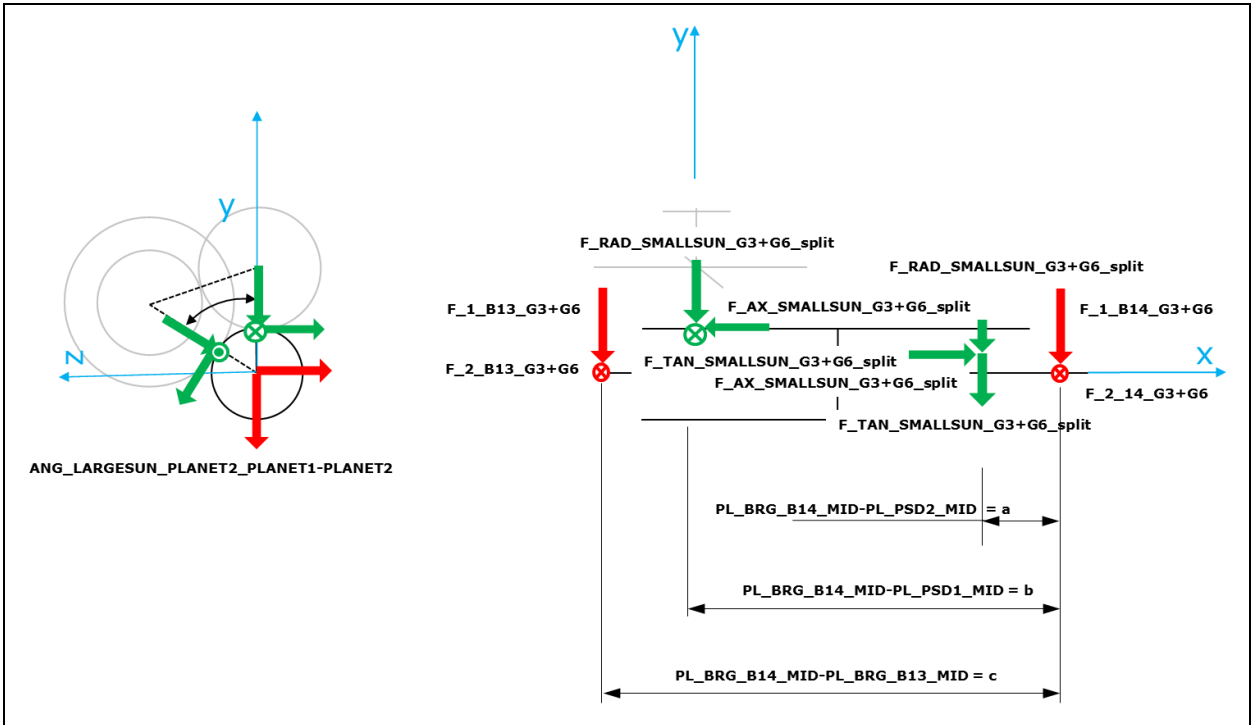 y
y
z
ANG_LARGESUN_PLANET2_PLANET1-PLANET2
F_RAD_SMALLSUN_G3+G6_split
F_RAD_SMALLSUN_G3+G6_split
F_1_B13_G3+G6
F_AX_SMALLSUN_G3+G6_split
F_1_B14_G3+G6
F_2_B13_G3+G6
F_TAN_SMALLSUN_G3+G6_split
x
F_AX_SMALLSUN_G3+G6_split
F_2_14_G3+G6
F_TAN_SMALLSUN_G3+G6_split
PL_BRG_B14_MID-PL_PSD2_MID = a
PL_BRG_B14_MID-PL_PSD1_MID = b
PL_BRG_B14_MID-PL_BRG_B13_MID = c